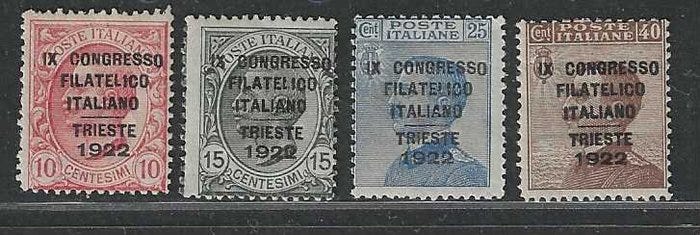 POSTE ITALIANE
IX CONGRESSO
FILATELICO
ITALIANO
TRIESTE
1922
10 10
CENTESIMI
POSTE ITALIANE
IX CONGRESSO
FILATELICO
ITALIANO
TRIESTE
1922
15 15
CENTESIMI
Cent 25
POSTE
ITALIANE
IX CONGRESSO
FILATELICO
ITALIANO
TRIESTE
1922
Cent 40
POSTE
ITALIANE
IX CONGRESSO
FILATELICO
ITALIANO
TRIESTE
1922